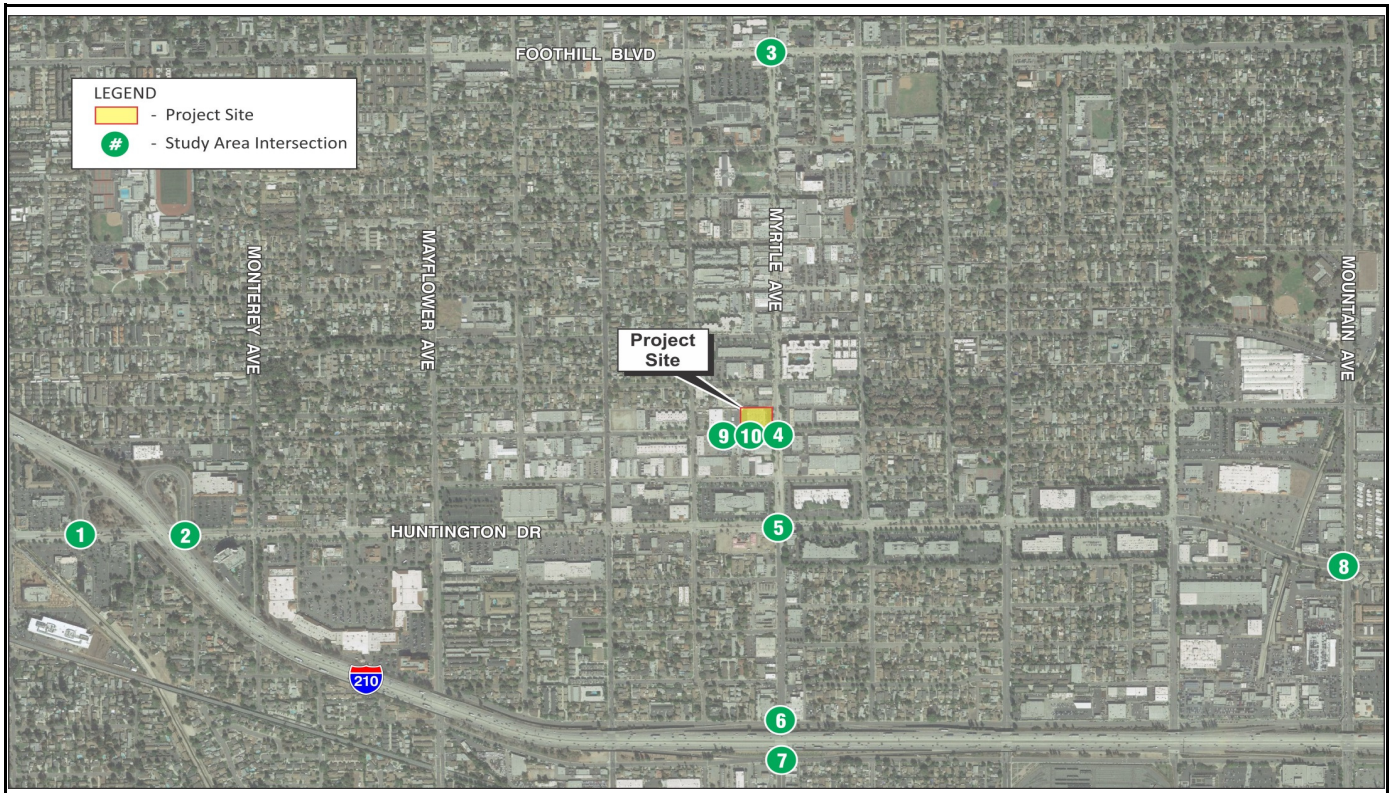 FOOTHILL BLVD
3
LEGEND
- Project Site
# - Study Area Intersection
MONTEREY AVE
MAYFLOWER AVE
MYRTLE AVE
MOUNTAIN AVE
Project
Site
9 10 4
1
2
HUNTINGTON DR
5
8
210
6
7